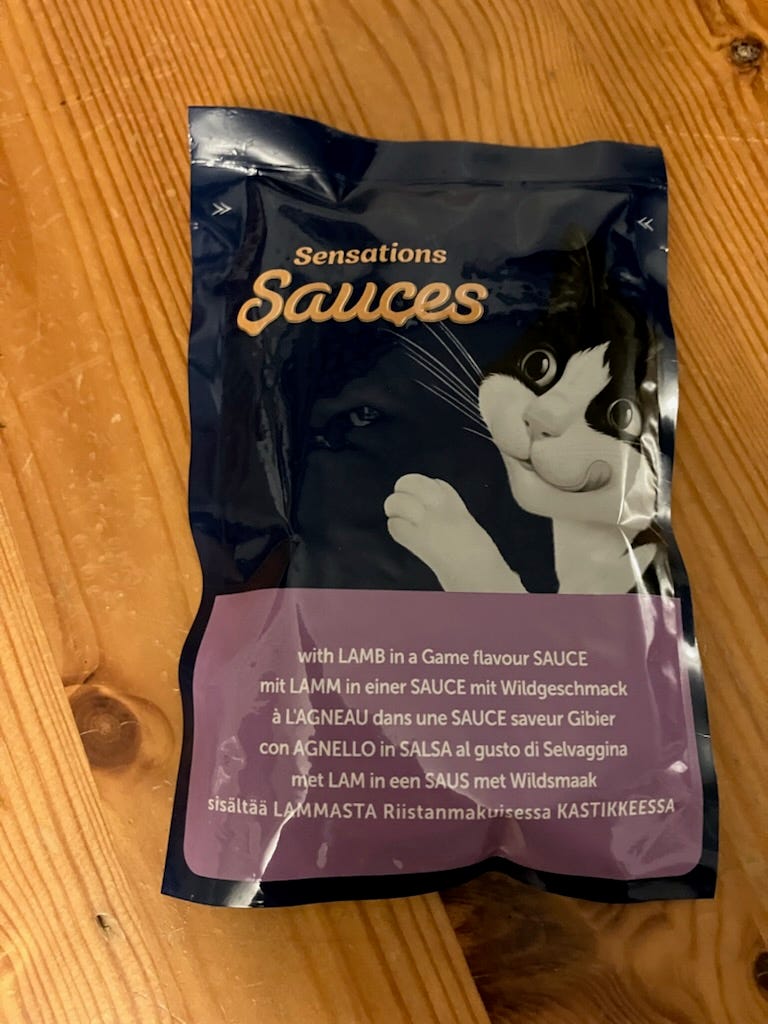 Sensations
Sauces
with LAMB in a Game flavour SAUCE
mit LAMM in einer SAUCE mit Wildgeschmack
à L'AGNEAU dans une SAUCE saveur Gibier
con AGNELLO in SALSA al gusto di Selvaggina
met LAM in een SAUS met Wildsmaak
sisältää LAMMASTA Riistanmakuisessa KASTIKKEESSA